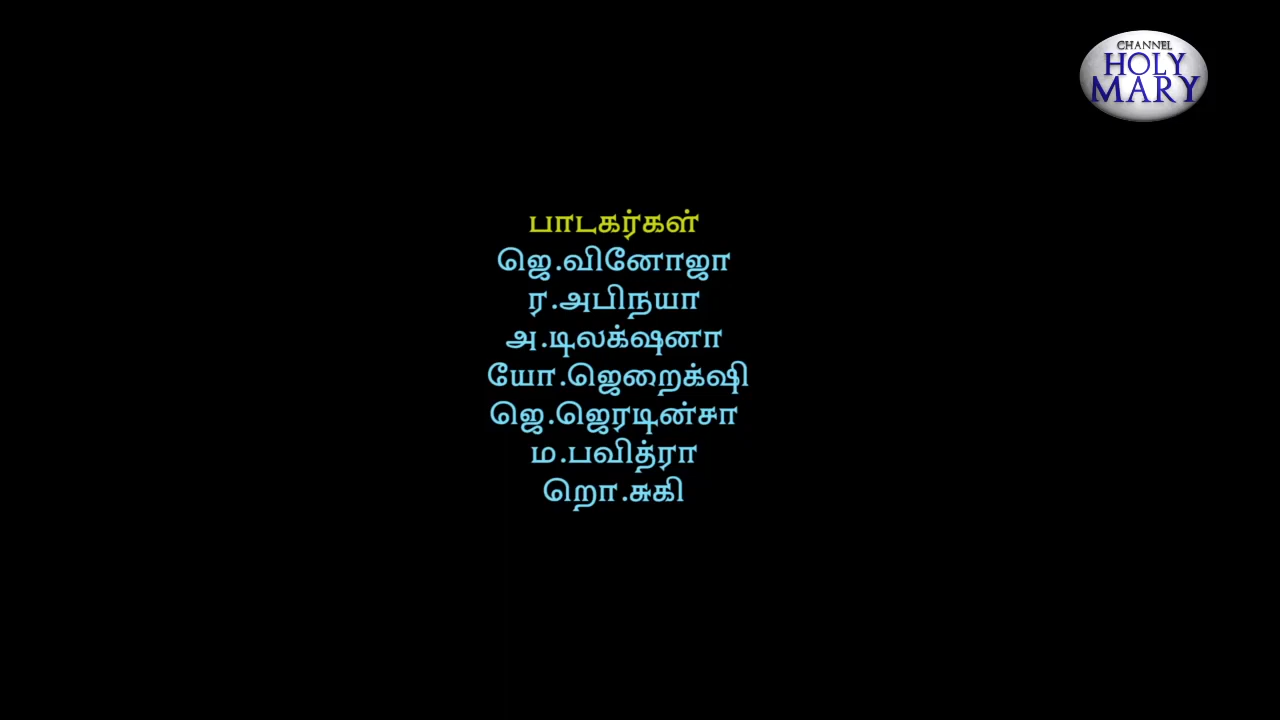 CHANNEL
HOLY
MARY
பாடகர்கள்
ஜெ.வினோஜா
ர.அபிநயா
அ.டிலக்‌ஷனா
யோ.ஜெறைக்‌ஷி
ஜெ.ஜெரடின்சா
ம.பவித்ரா
றொ.சுகி